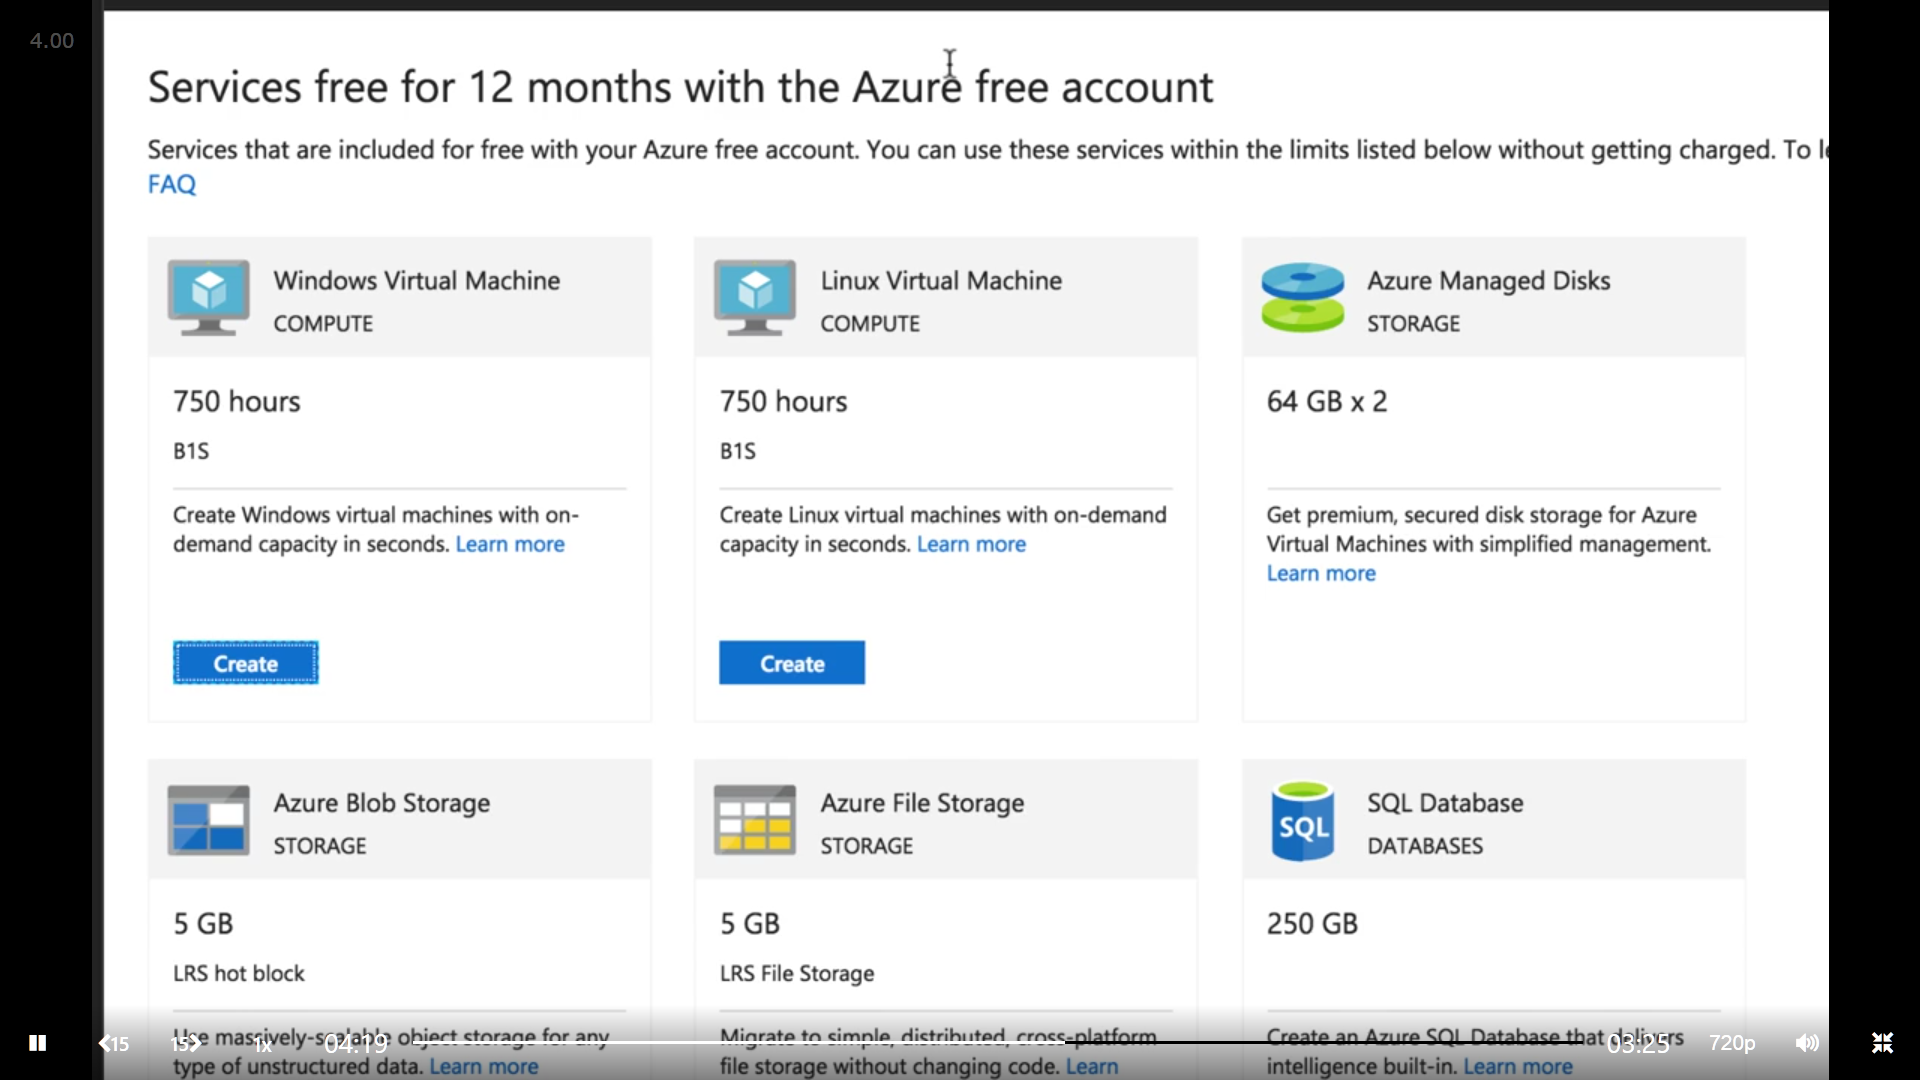 4.00
Services free for 12 months with the Azure free account
Services that are included for free with your Azure free account. You can use these services within the limits listed below without getting charged. To le
FAQ
Windows Virtual Machine
COMPUTE
750 hours
B1S
Create Windows virtual machines with on-
demand capacity in seconds. Learn more
Create
Linux Virtual Machine
COMPUTE
750 hours
B1S
Create Linux virtual machines with on-demand
capacity in seconds. Learn more
Create
Azure Managed Disks
STORAGE
64 GB x 2
Get premium, secured disk storage for Azure
Virtual Machines with simplified management.
Learn more
Azure Blob Storage
STORAGE
5 GB
LRS hot block
Use massively-scalable object storage for any
type of unstructured data. Learn more
Azure File Storage
STORAGE
5 GB
LRS File Storage
Migrate to simple, distributed, cross-platform
file storage without changing code. Learn
SQL
SQL Database
DATABASES
250 GB
Create an Azure SQL Database that delivers
intelligence built-in. Learn more
15
15
1x
04:19
03:25
720p